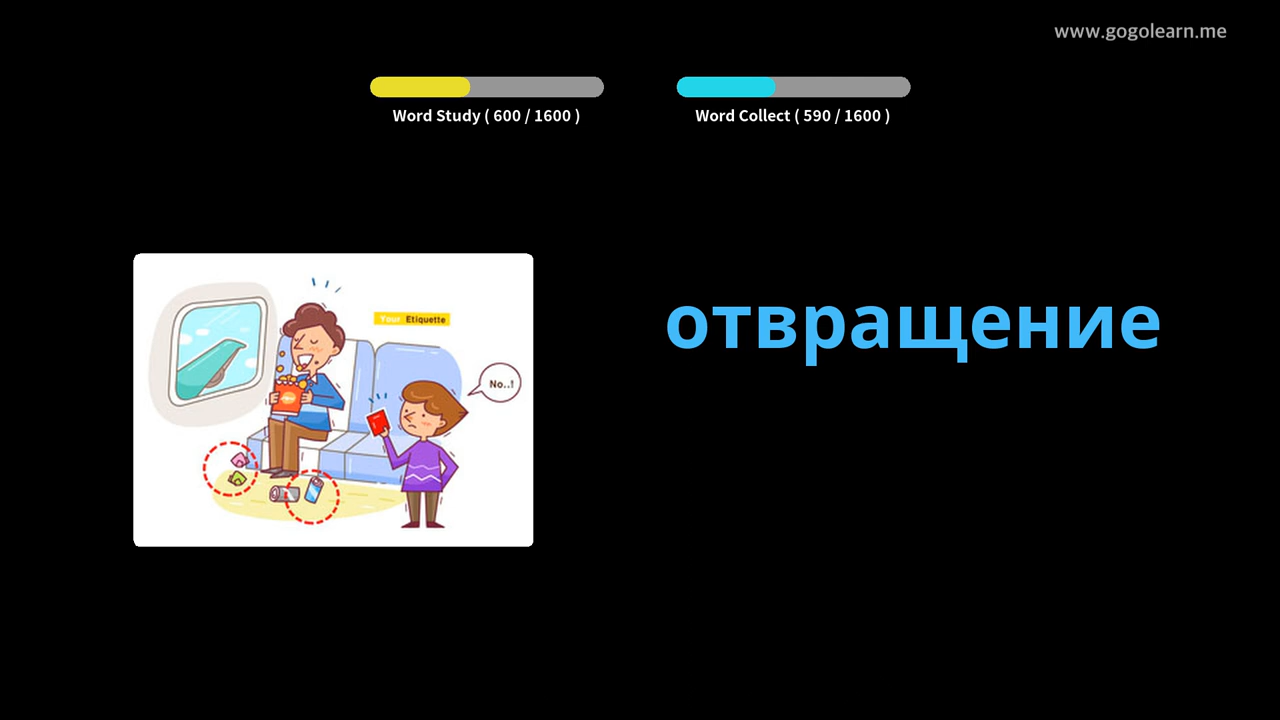 www.gogolearn.me
Word Study ( 600 / 1600 )
Word Collect ( 590 / 1600 )
отвращение
Your Etiquette
No..!